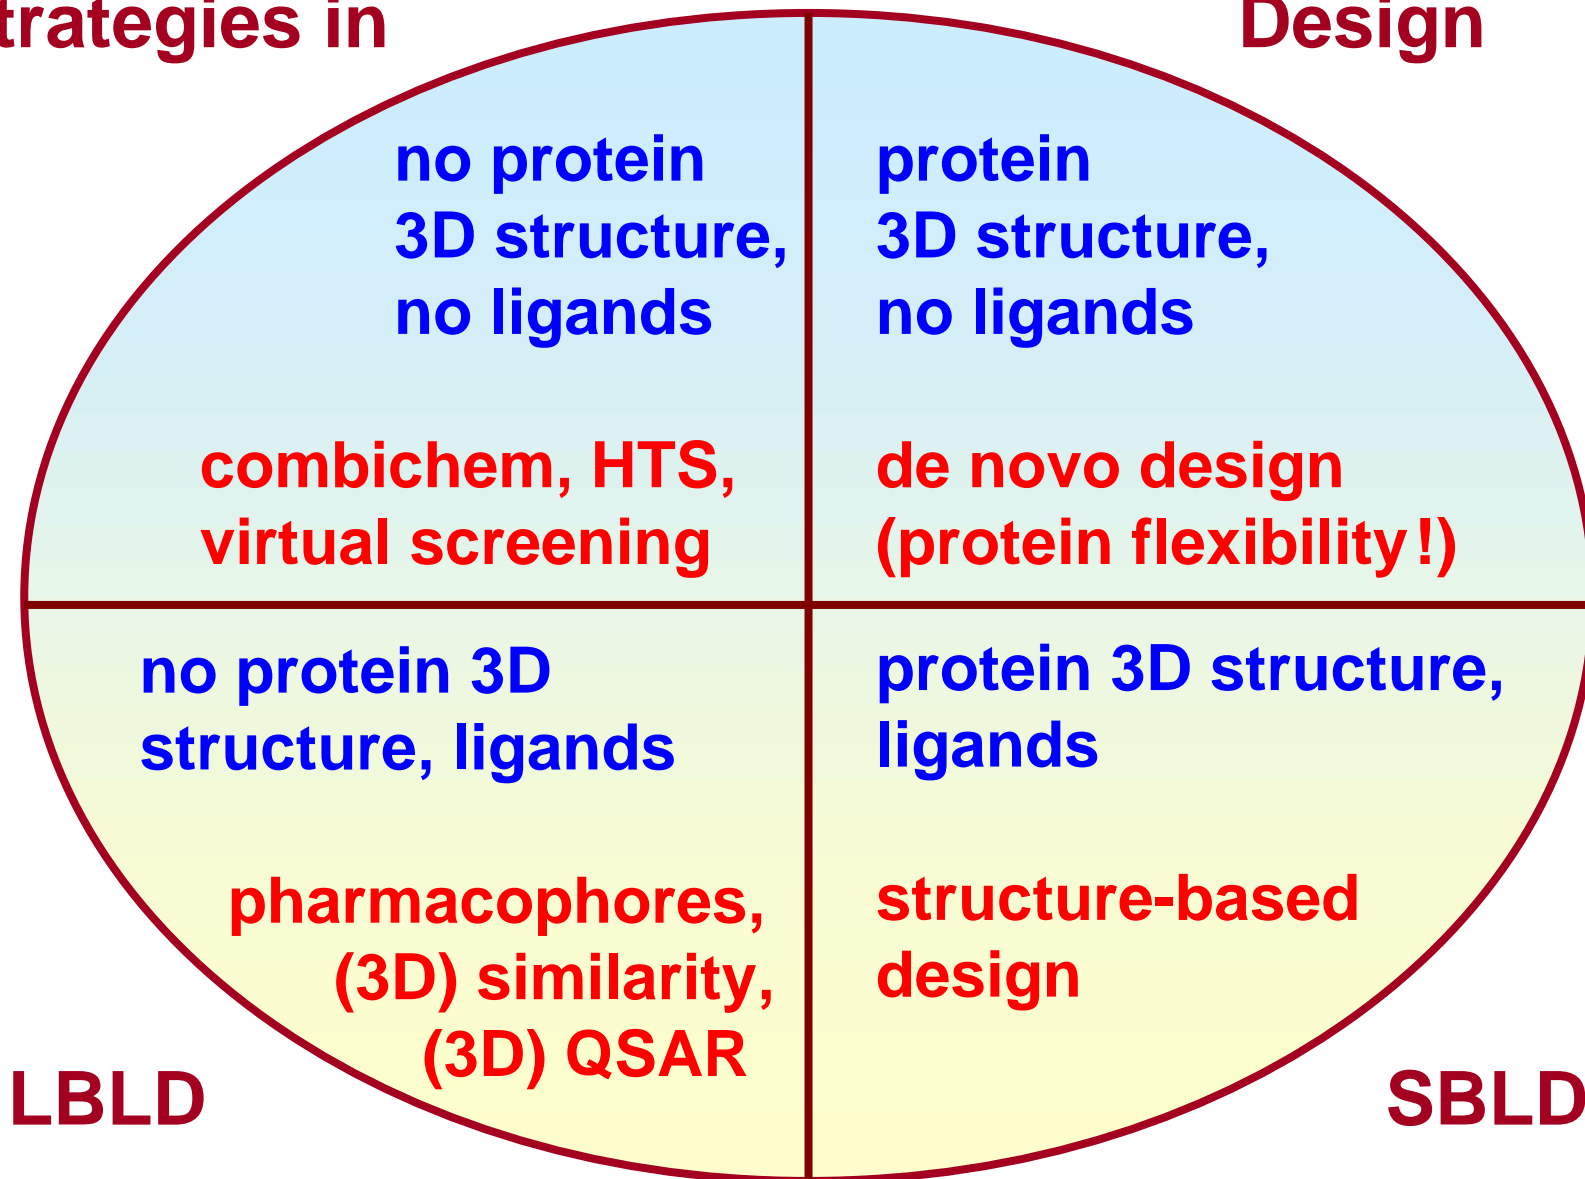 trategies in
Design
no protein
3D structure,
no ligands
combichem, HTS,
virtual screening
protein
3D structure,
no ligands
de novo design
(protein flexibility!)
no protein 3D
structure, ligands
pharmacophores,
(3D) similarity,
(3D) QSAR
protein 3D structure,
ligands
structure-based
design
LBLD
SBLD